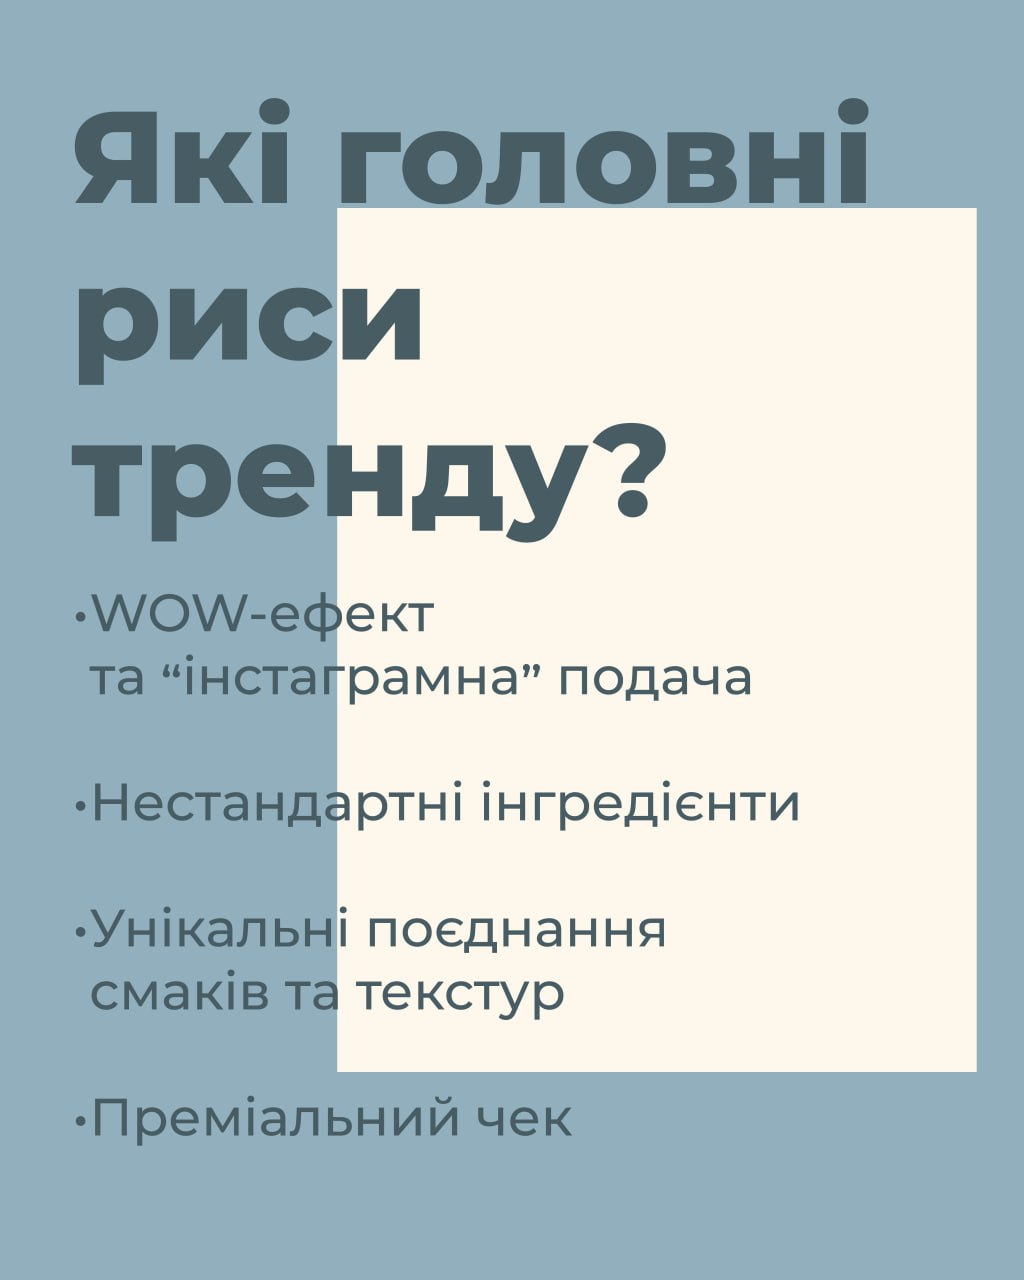 Які головні
риси
тренду?
•WOW-ефект
та “інстаграмна” подача
•Нестандартні інгредієнти
•Унікальні поєднання
смаків та текстур
•Преміальний чек